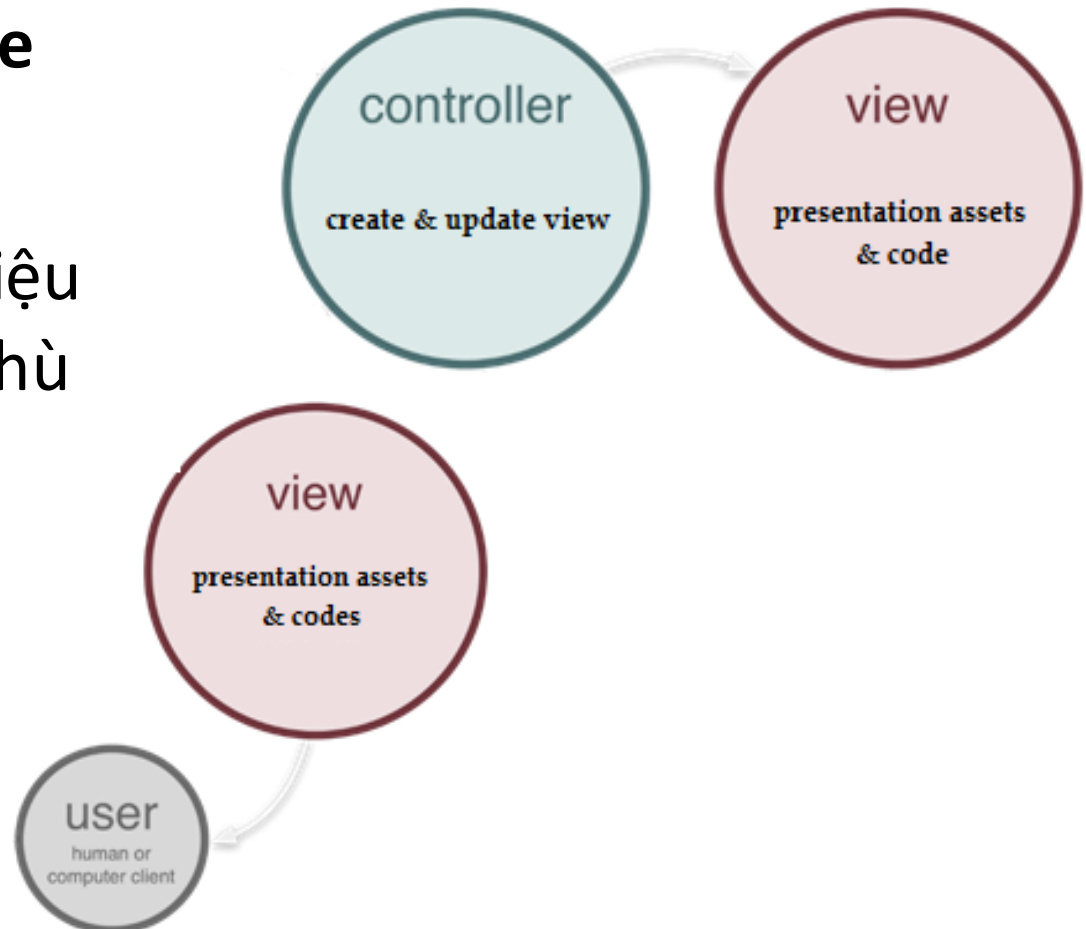 e
controller
view
create & update view
presentation assets
& code
iệu
hù
view
presentation assets
& codes
user
human or
computer client